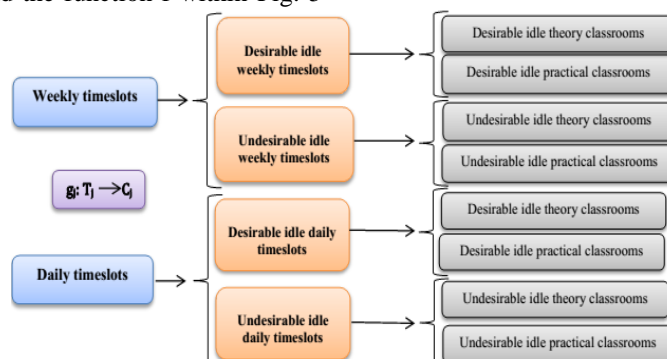 d the function f within Fig. 3
Weekly timeslots
Desirable idle
weekly timeslots
Desirable idle theory classrooms
Desirable idle practical classrooms
Undesirable idle
weekly timeslots
Undesirable idle theory classrooms
Undesirable idle practical classrooms
gj: Tj →Cj
Daily timeslots
Desirable idle daily
timeslots
Desirable idle theory classrooms
Desirable idle practical classrooms
Undesirable idle
daily timeslots
Undesirable idle theory classrooms
Undesirable idle practical classrooms